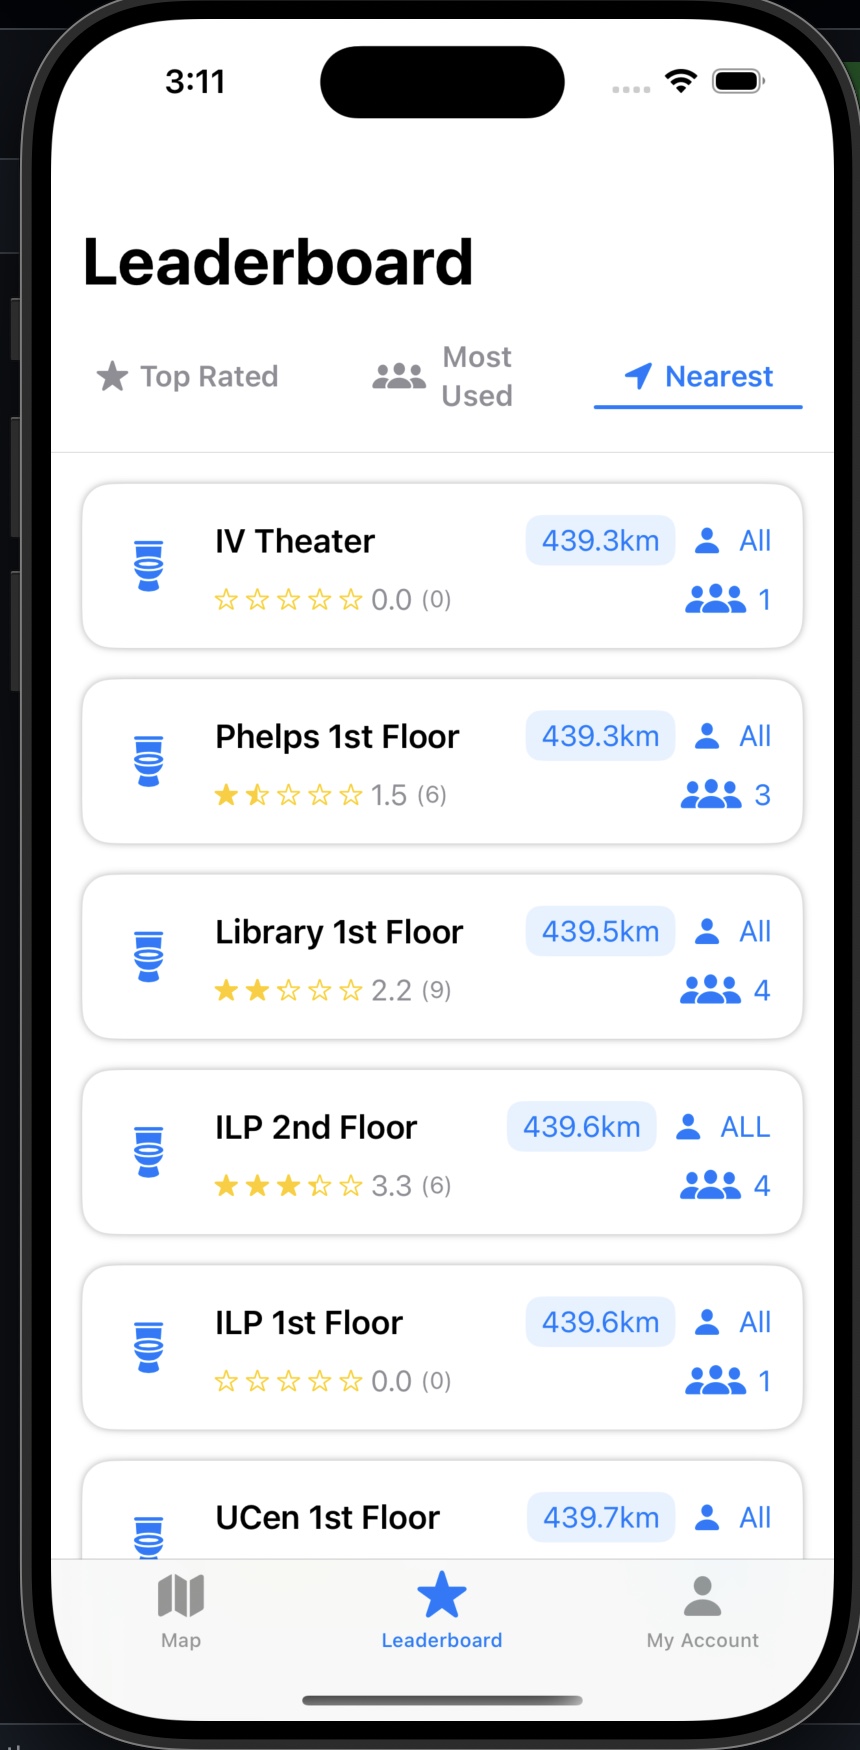 3:11
Leaderboard
Top Rated
Most
Used
Nearest
IV Theater 439.3km All
0.0 (0) 1
Phelps 1st Floor 439.3km All
1.5 (6) 3
Library 1st Floor 439.5km All
2.2 (9) 4
ILP 2nd Floor 439.6km ALL
3.3 (6) 4
ILP 1st Floor 439.6km All
0.0 (0) 1
UCen 1st Floor 439.7km All
Map Leaderboard My Account